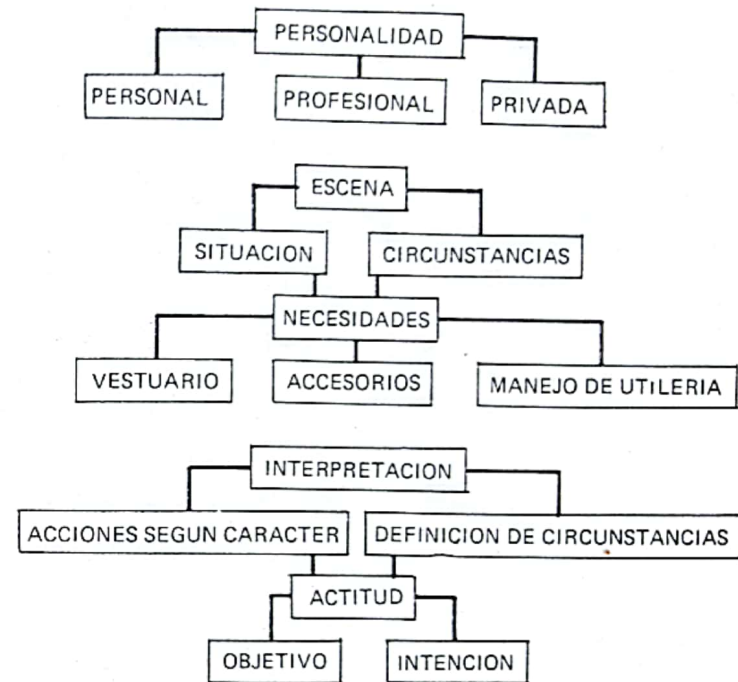 PERSONALIDAD
PERSONAL PROFESIONAL PRIVADA
ESCENA
SITUACION CIRCUNSTANCIAS
NECESIDADES
VESTUARIO ACCESORIOS MANEJO DE UTILERIA
INTERPRETACION
ACCIONES SEGUN CARACTER DEFINICION DE CIRCUNSTANCIAS
ACTITUD
OBJETIVO INTENCION